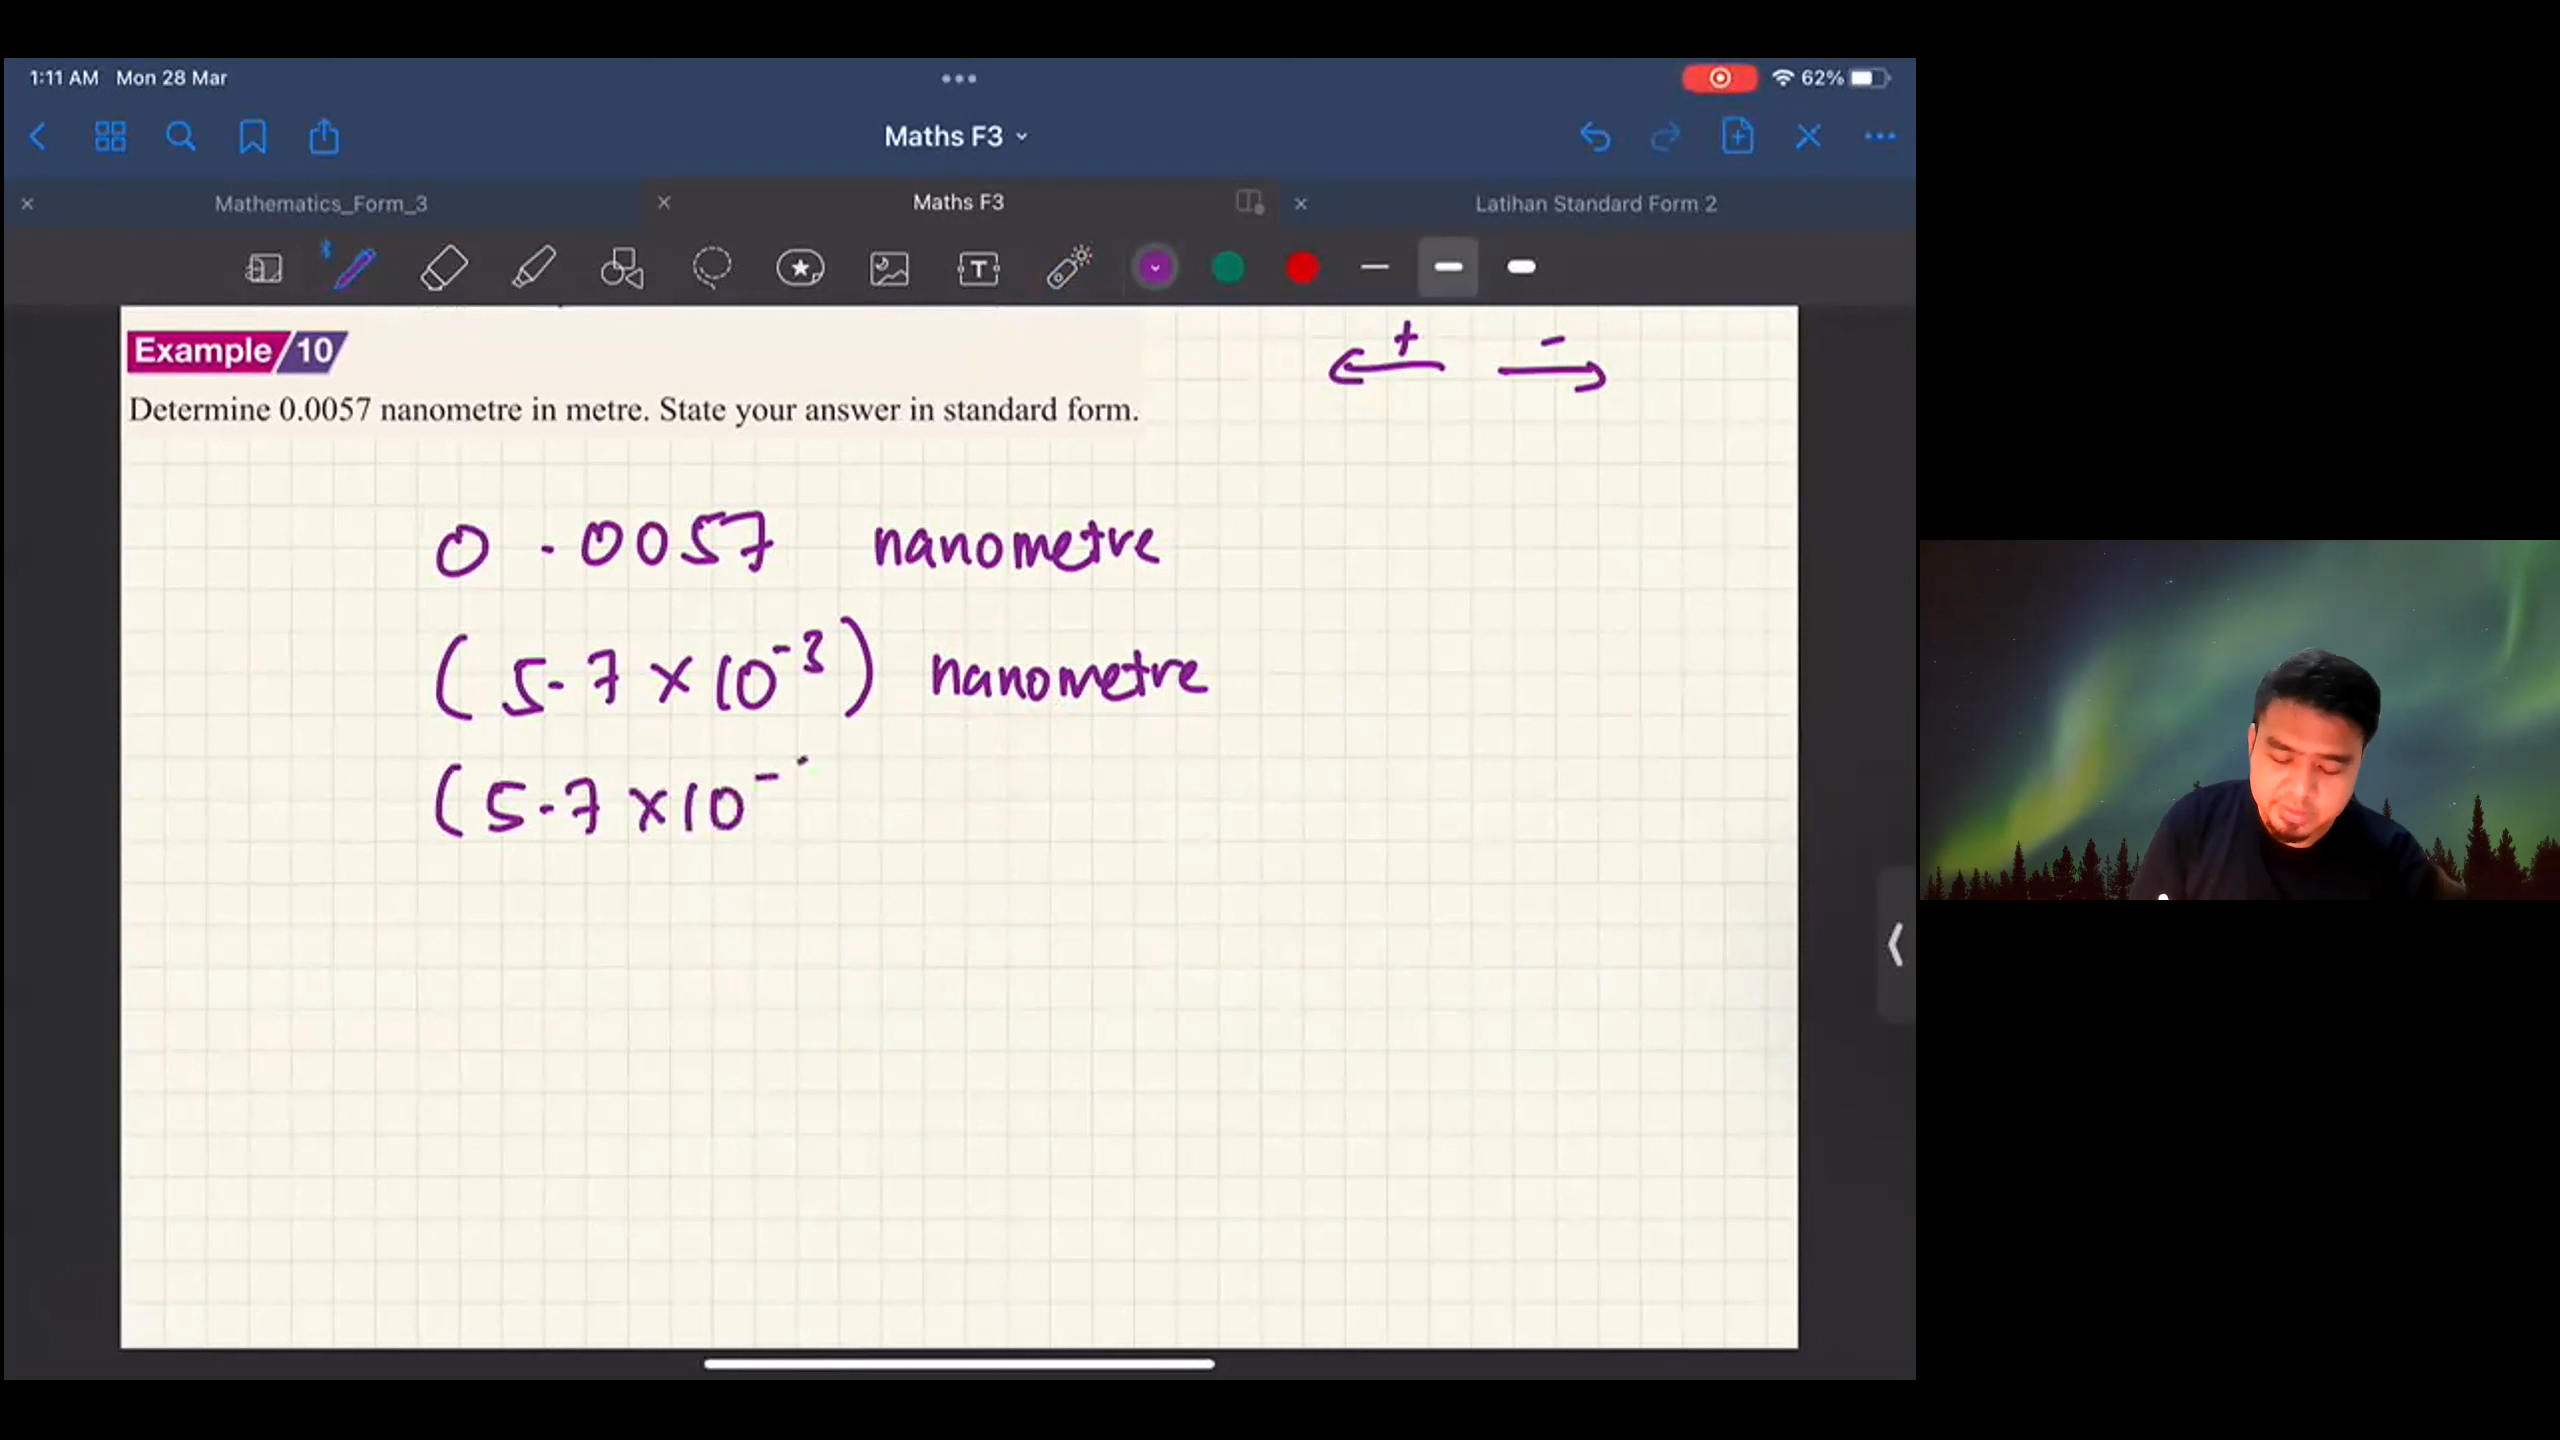 1:11 AM Mon 28 Mar
62%
Maths F3
Mathematics_Form_3
Maths F3
Latihan Standard Form 2
Example 10
+ -
Determine 0.0057 nanometre in metre. State your answer in standard form.
0.0057 nanometre
(5.7 × 10⁻³) nanometre
(5.7 × 10⁻